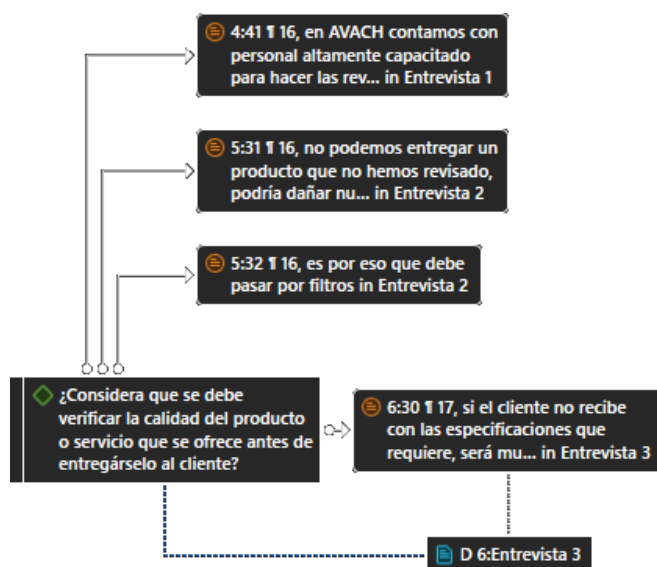 4:41 ¶ 16, en AVACH contamos con
personal altamente capacitado
para hacer las rev... in Entrevista 1
5:31 ¶ 16, no podemos entregar un
producto que no hemos revisado,
podría dañar nu... in Entrevista 2
5:32 ¶ 16, es por eso que debe
pasar por filtros in Entrevista 2
¿Considera que se debe
verificar la calidad del producto
o servicio que se ofrece antes de
entregárselo al cliente?
6:30 ¶ 17, si el cliente no recibe
con las especificaciones que
requiere, será mu... in Entrevista 3
D 6:Entrevista 3